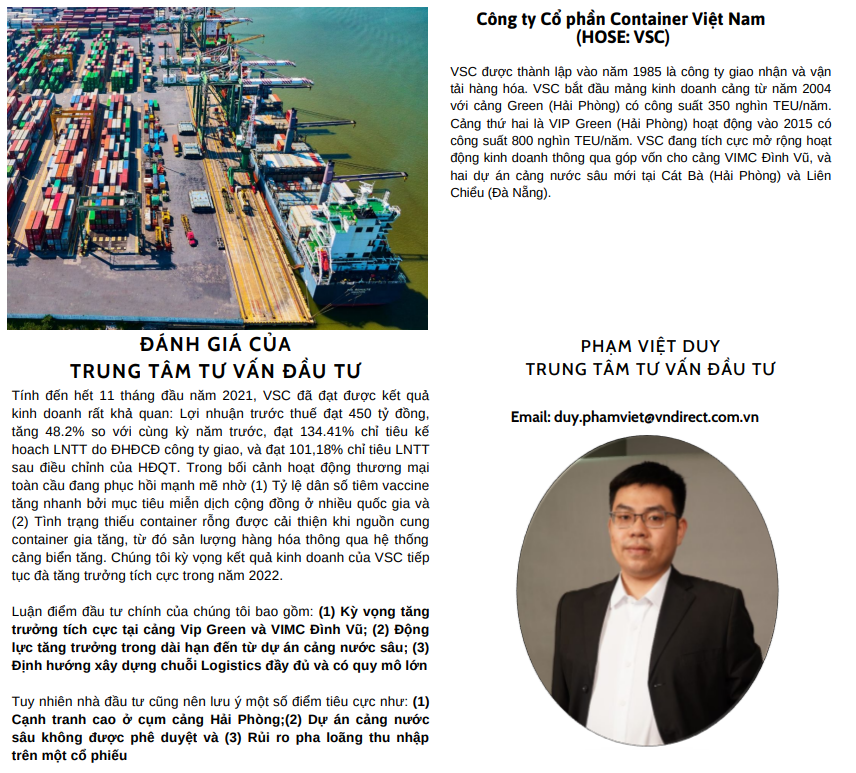 Công ty Cổ phần Container Việt Nam
(HOSE: VSC)
VSC được thành lập vào năm 1985 là công ty giao nhận và vận
tải hàng hóa. VSC bắt đầu mảng kinh doanh cảng từ năm 2004
với cảng Green (Hải Phòng) có công suất 350 nghìn TEU/năm.
Cảng thứ hai là VIP Green (Hải Phòng) hoạt động vào 2015 có
công suất 800 nghìn TEU/năm. VSC đang tích cực mở rộng hoạt
động kinh doanh thông qua góp vốn cho cảng VIMC Đình Vũ, và
hai dự án cảng nước sâu mới tại Cát Bà (Hải Phòng) và Liên
Chiểu (Đà Nẵng).
ĐÁNH GIÁ CỦA
TRUNG TÂM TƯ VẤN ĐẦU TƯ
Tính đến hết 11 tháng đầu năm 2021, VSC đã đạt được kết quả
kinh doanh rất khả quan: Lợi nhuận trước thuế đạt 450 tỷ đồng,
tăng 48.2% so với cùng kỳ năm trước, đạt 134.41% chỉ tiêu kế
hoach LNTT do ĐHĐCĐ công ty giao, và đạt 101,18% chỉ tiêu LNTT
sau điều chỉnh của HĐQT. Trong bối cảnh hoạt động thương mại
toàn cầu đang phục hồi mạnh mẽ nhờ (1) Tỷ lệ dân số tiêm vaccine
tăng nhanh bởi mục tiêu miễn dịch cộng đồng ở nhiều quốc gia và
(2) Tình trạng thiếu container rỗng được cải thiện khi nguồn cung
container gia tăng, từ đó sản lượng hàng hóa thông qua hệ thống
cảng biển tăng. Chúng tôi kỳ vọng kết quả kinh doanh của VSC tiếp
tục đà tăng trưởng tích cực trong năm 2022.
Luận điểm đầu tư chính của chúng tôi bao gồm: (1) Kỳ vọng tăng
trưởng tích cực tại cảng Vip Green và VIMC Đình Vũ; (2) Động
lực tăng trưởng trong dài hạn đến từ dự án cảng nước sâu; (3)
Định hướng xây dựng chuỗi Logistics đầy đủ và có quy mô lớn
Tuy nhiên nhà đầu tư cũng nên lưu ý một số điểm tiêu cực như: (1)
Cạnh tranh cao ở cụm cảng Hải Phòng;(2) Dự án cảng nước
sâu không được phê duyệt và (3) Rủi ro pha loãng thu nhập
trên một cổ phiếu
PHẠM VIỆT DUY
TRUNG TÂM TƯ VẤN ĐẦU TƯ
Email: duy.phamviet@vndirect.com.vn